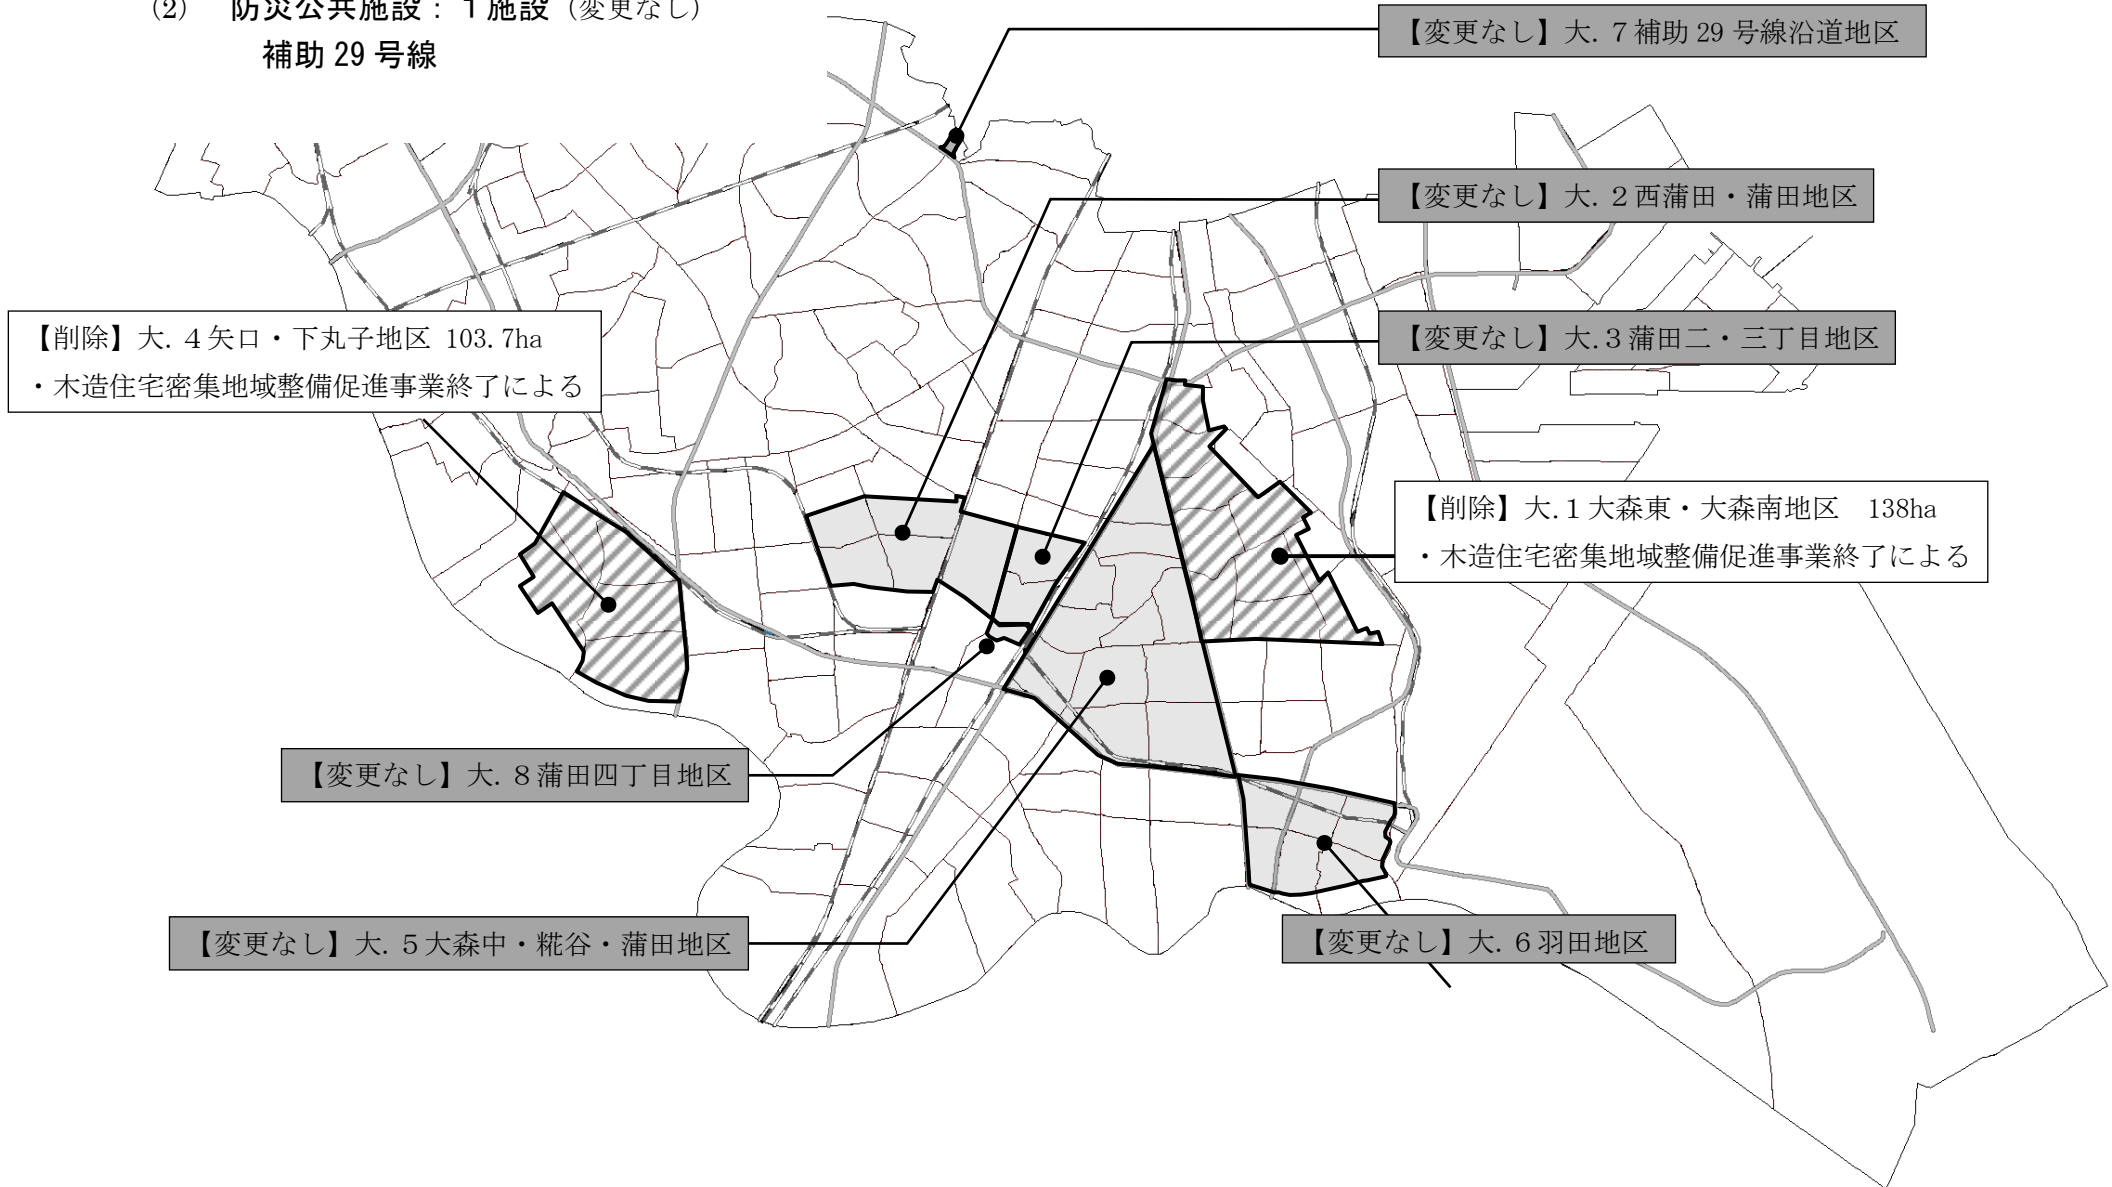 (2) 防災公共施設：１施設（変更なし）
補助 29 号線
【変更なし】大.７補助 29 号線沿道地区
【変更なし】大.２西蒲田・蒲田地区
【変更なし】大.３蒲田二・三丁目地区
【削除】大.４矢口・下丸子地区 103.7ha
・木造住宅密集地域整備促進事業終了による
【削除】大.１大森東・大森南地区　138ha
・木造住宅密集地域整備促進事業終了による
【変更なし】大.８蒲田四丁目地区
【変更なし】大.５大森中・糀谷・蒲田地区
【変更なし】大.６羽田地区